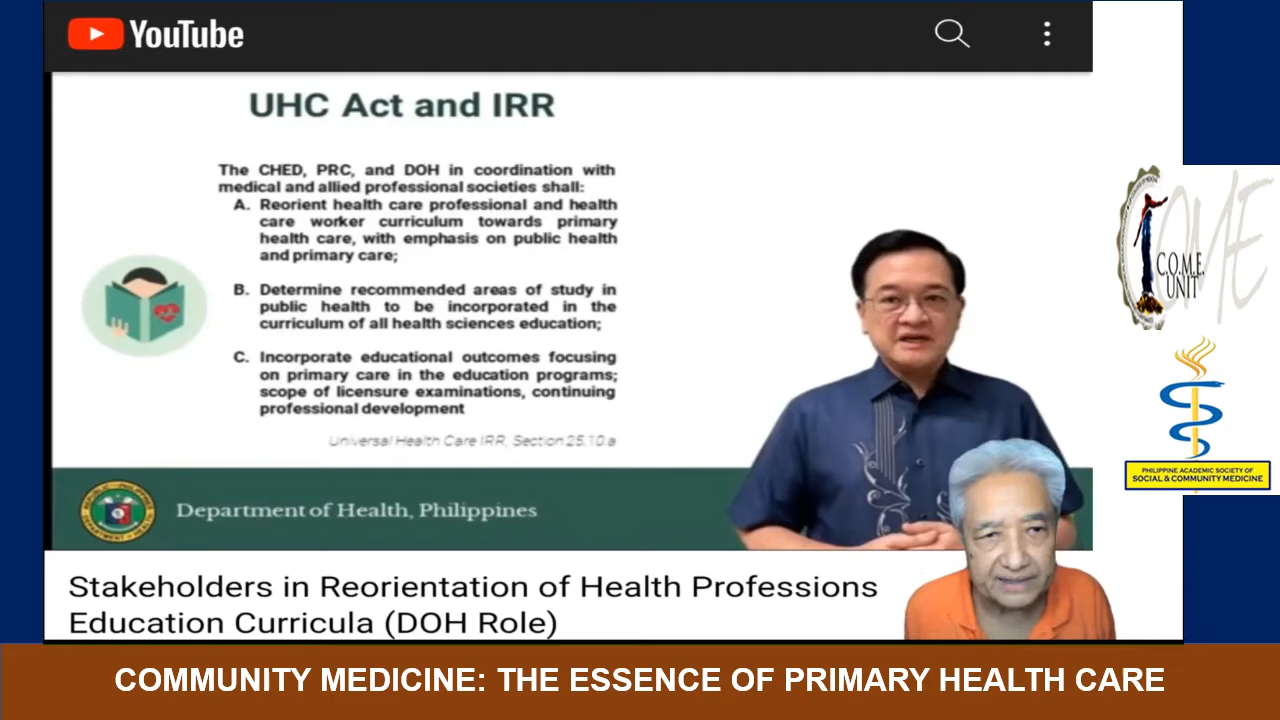 YouTube
UHC Act and IRR
The CHED, PRC, and DOH in coordination with
medical and allied professional societies shall:
A. Reorient health care professional and health
care worker curriculum towards primary
health care, with emphasis on public health
and primary care;
B. Determine recommended areas of study in
public health to be incorporated in the
curriculum of all health sciences education;
C. Incorporate educational outcomes focusing
on primary care in the education programs;
scope of licensure examinations, continuing
professional development
Universal Health Care IRR, Section 25.10.a
Department of Health, Philippines
Stakeholders in Reorientation of Health Professions
Education Curricula (DOH Role)
COME
C.O.M.E.
UNIT
PHILIPPINE ACADEMIC SOCIETY OF
SOCIAL & COMMUNITY MEDICINE
COMMUNITY MEDICINE: THE ESSENCE OF PRIMARY HEALTH CARE